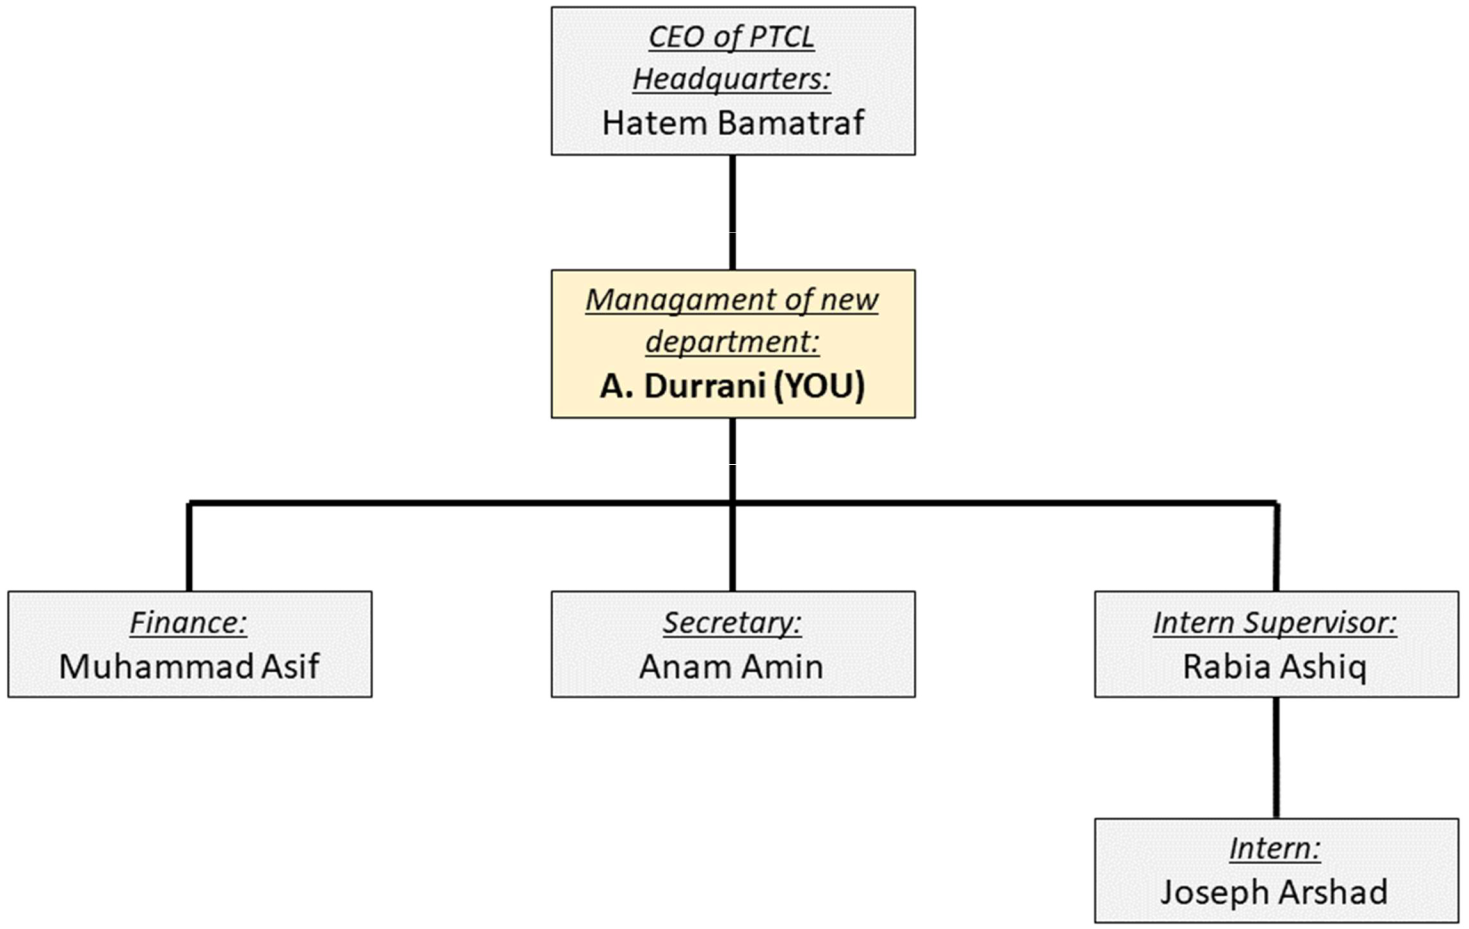 CEO of PTCL
Headquarters:
Hatem Bamatraf
Managament of new
department:
A. Durrani (YOU)
Finance:
Muhammad Asif
Secretary:
Anam Amin
Intern Supervisor:
Rabia Ashiq
Intern:
Joseph Arshad